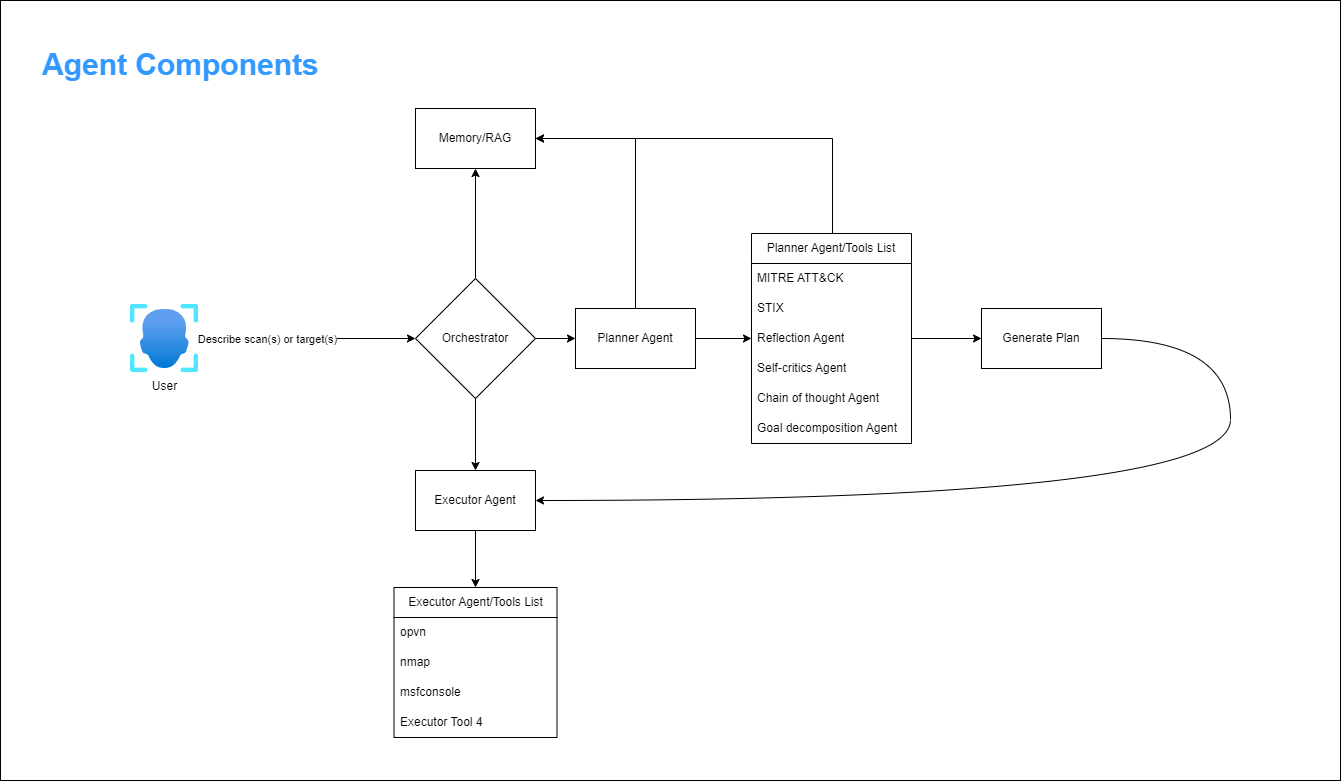 Agent Components
Memory/RAG
Planner Agent/Tools List
MITRE ATT&CK
STIX
Reflection Agent
Self-critics Agent
Chain of thought Agent
Goal decomposition Agent
Describe scan(s) or target(s)
User
Orchestrator
Planner Agent
Generate Plan
Executor Agent
Executor Agent/Tools List
opvn
nmap
msfconsole
Executor Tool 4